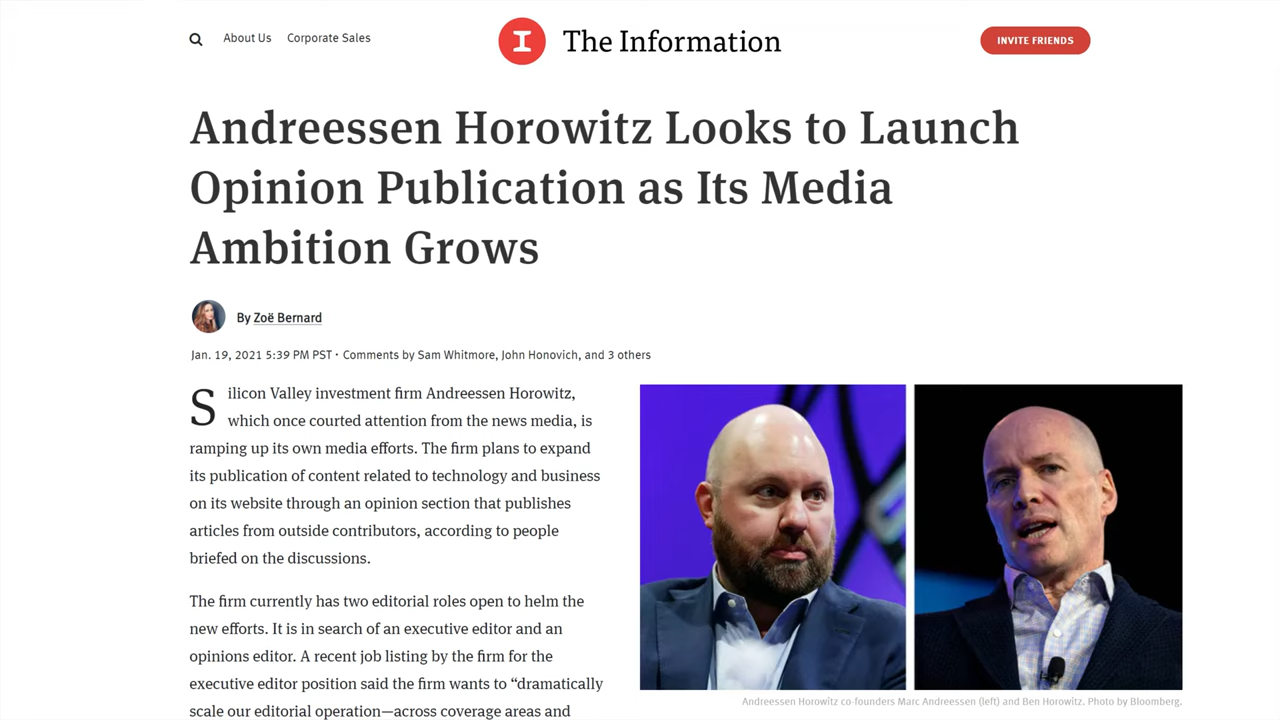 About Us Corporate Sales
I The Information
INVITE FRIENDS
Andreessen Horowitz Looks to Launch
Opinion Publication as Its Media
Ambition Grows
By Zoë Bernard
Jan. 19, 2021 5:39 PM PST · Comments by Sam Whitmore, John Honovich, and 3 others
Silicon Valley investment firm Andreessen Horowitz,
which once courted attention from the news media, is
ramping up its own media efforts. The firm plans to expand
its publication of content related to technology and business
on its website through an opinion section that publishes
articles from outside contributors, according to people
briefed on the discussions.
The firm currently has two editorial roles open to helm the
new efforts. It is in search of an executive editor and an
opinions editor. A recent job listing by the firm for the
executive editor position said the firm wants to “dramatically
scale our editorial operation—across coverage areas and
Andreessen Horowitz co-founders Marc Andreessen (left) and Ben Horowitz. Photo by Bloomberg.